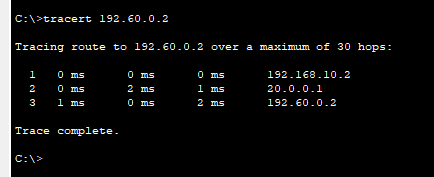 C:\>tracert 192.60.0.2
Tracing route to 192.60.0.2 over a maximum of 30 hops:
1 0 ms 0 ms 0 ms 192.168.10.2
2 0 ms 2 ms 1 ms 20.0.0.1
3 1 ms 0 ms 2 ms 192.60.0.2
Trace complete.
C:\>